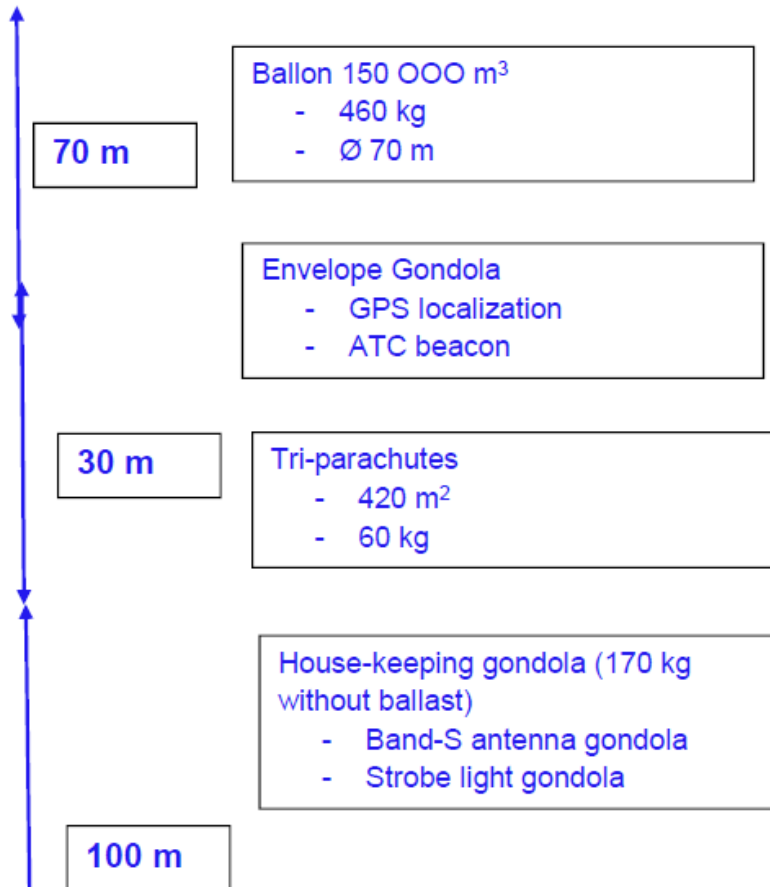 Ballon 150 OOO m³
- 460 kg
- Ø 70 m
70 m
Envelope Gondola
- GPS localization
- ATC beacon
30 m
Tri-parachutes
- 420 m²
- 60 kg
House-keeping gondola (170 kg
without ballast)
- Band-S antenna gondola
- Strobe light gondola
100 m